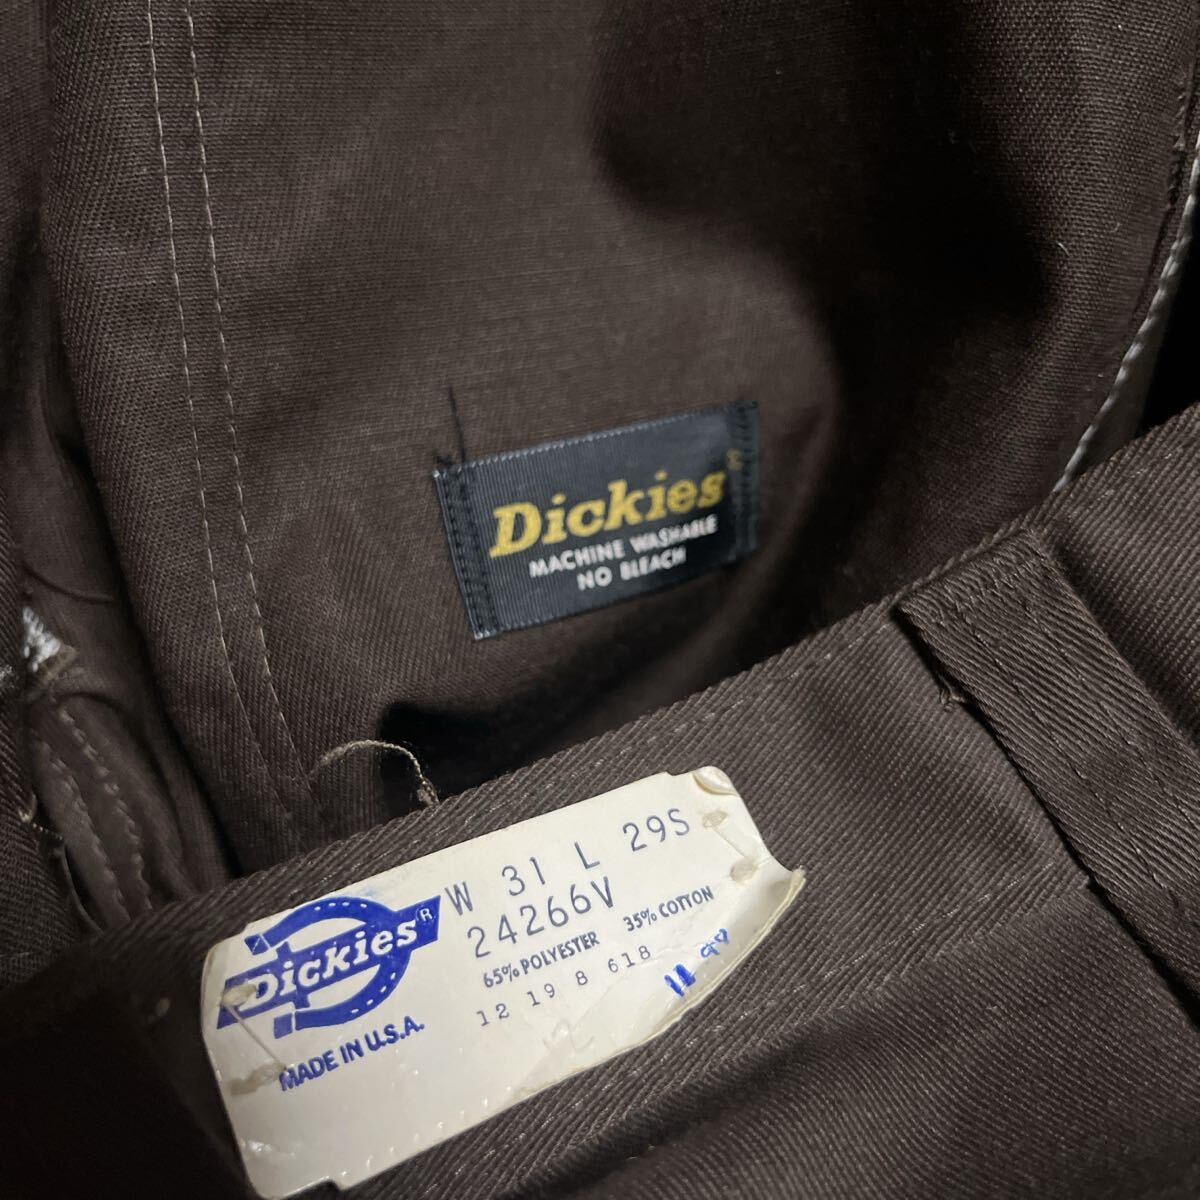 Dickies
MACHINE WASHABLE
NO BLEACH
W 31 L 29S
24266V
65% POLYESTER 35% COTTON
12 19 8 618
Dickies®
MADE IN U.S.A.